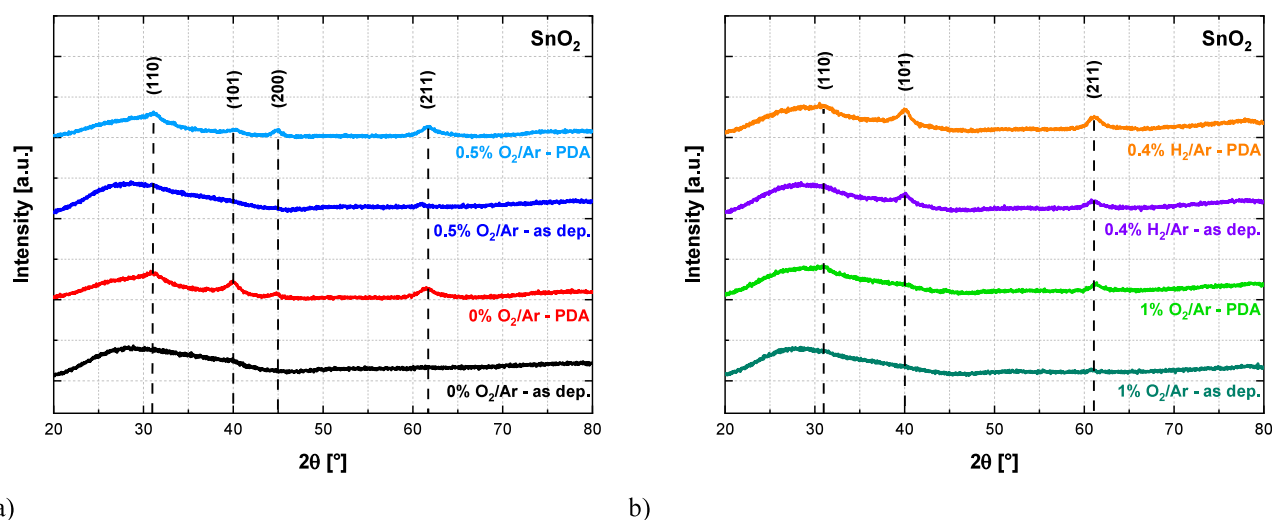 SnO₂
(110)
(101)
(200)
(211)
0.5% O₂/Ar - PDA
0.5% O₂/Ar - as dep.
0% O₂/Ar - PDA
0% O₂/Ar - as dep.
Intensity [a.u.]
20 30 40 50 60 70 80
2θ [°]
a)
SnO₂
(110)
(101)
(211)
0.4% H₂/Ar - PDA
0.4% H₂/Ar - as dep.
1% O₂/Ar - PDA
1% O₂/Ar - as dep.
Intensity [a.u.]
20 30 40 50 60 70 80
2θ [°]
b)